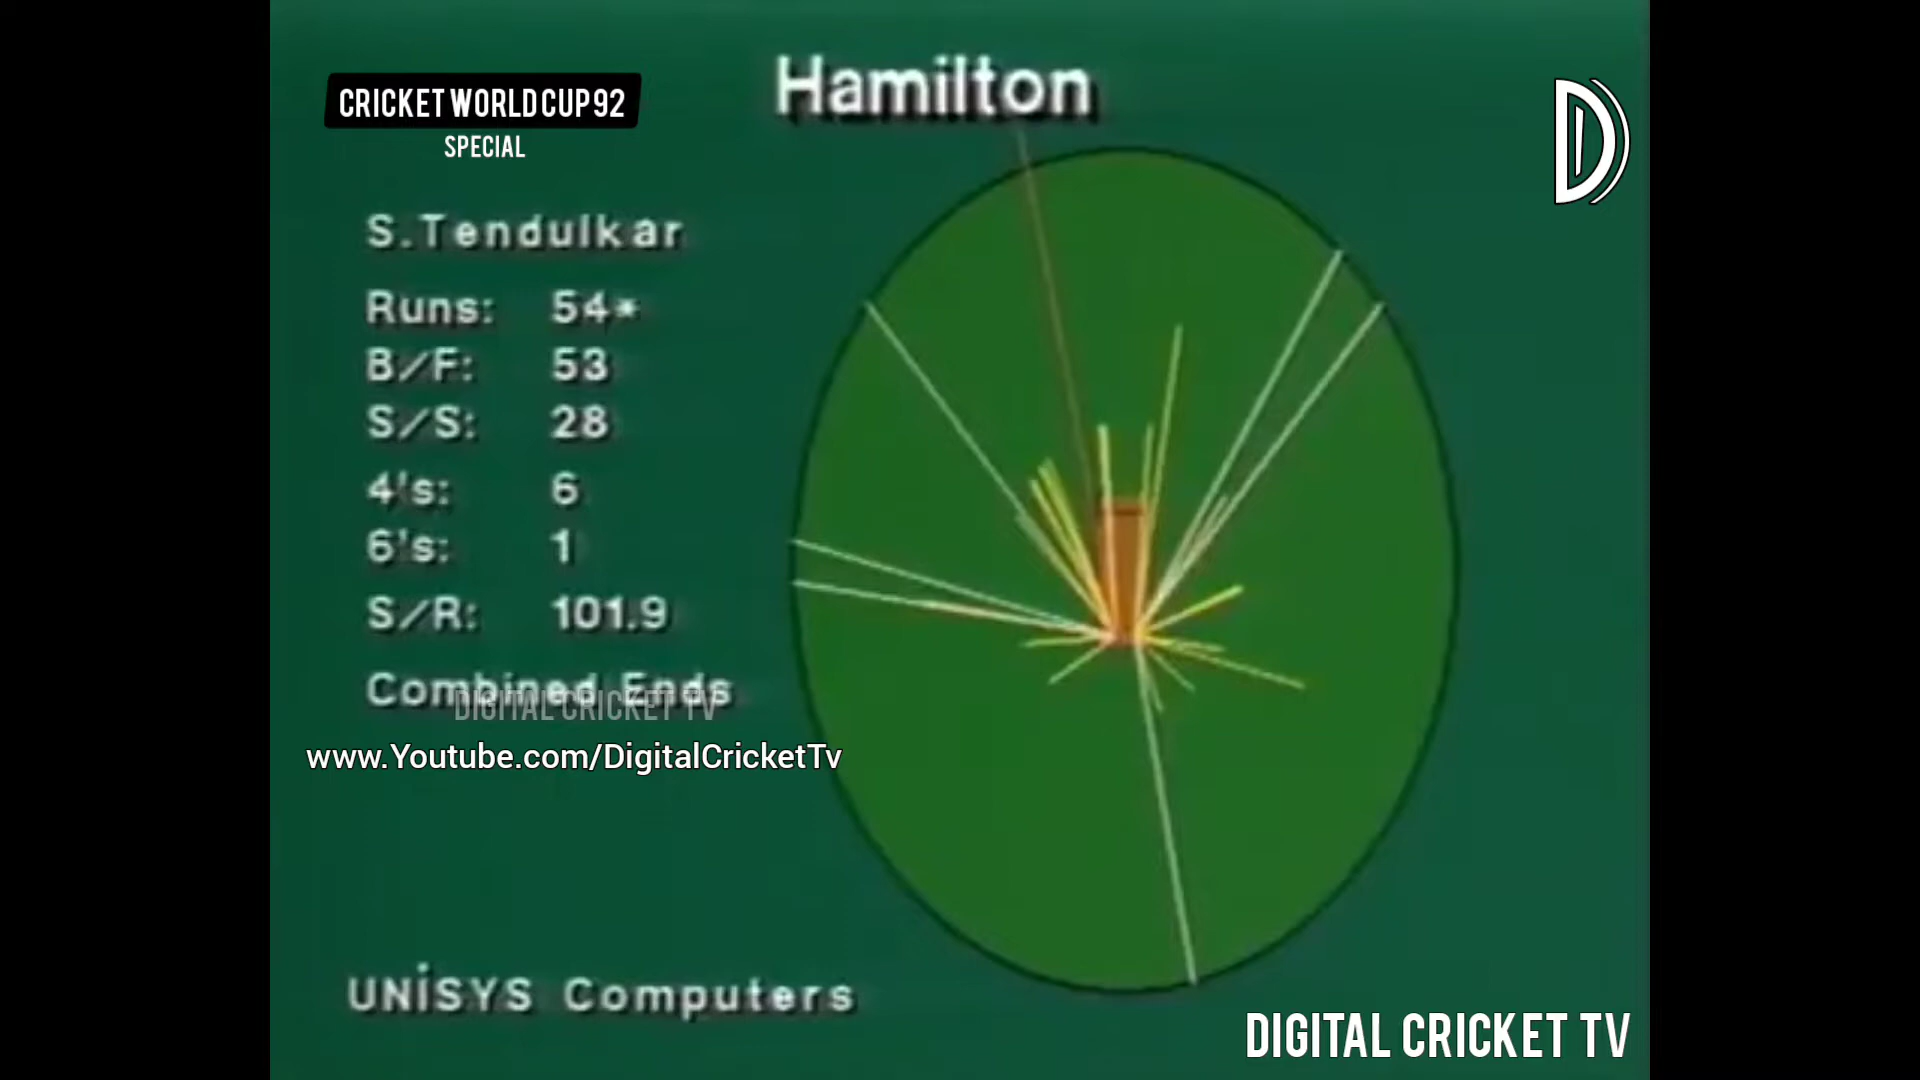 Hamilton
CRICKET WORLD CUP 92
SPECIAL
S.Tendulkar
Runs: 54*
B/F: 53
S/S: 28
4's: 6
6's: 1
S/R: 101.9
Combined Ends
DIGITAL CRICKET TV
www.Youtube.com/DigitalCricketTv
UNiSYS Computers
DIGITAL CRICKET TV